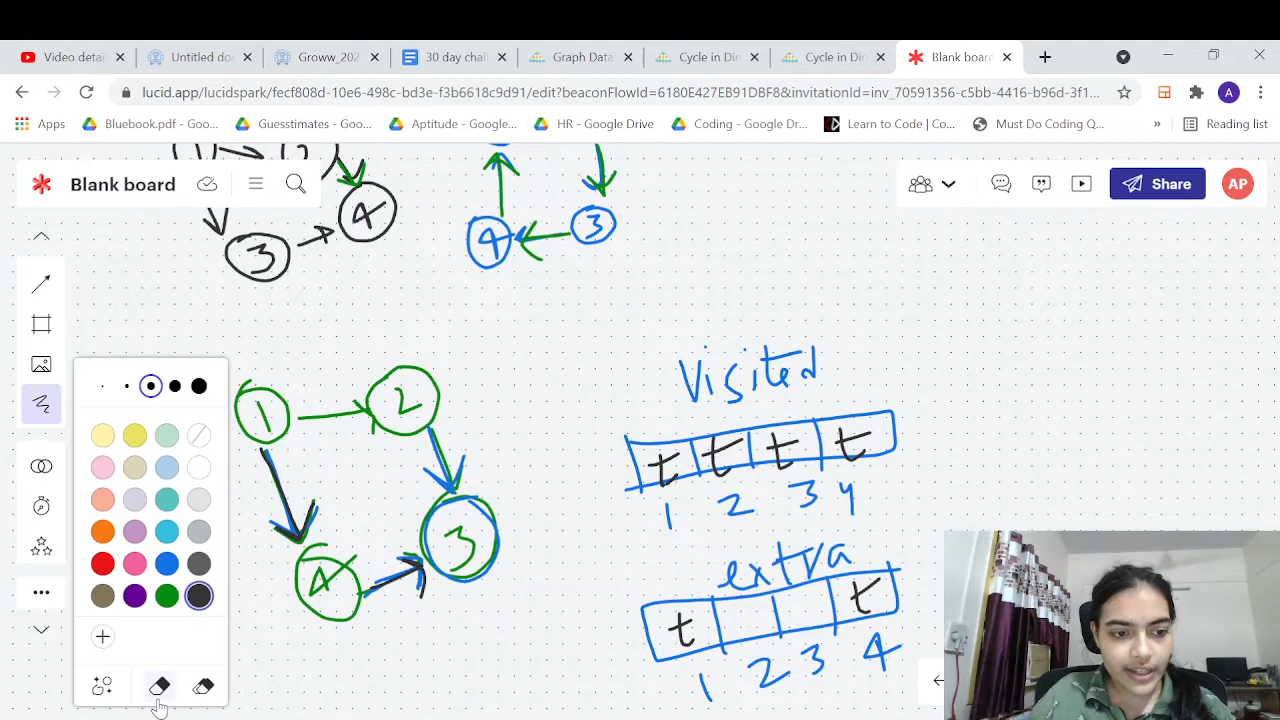 Video detai
Untitled do
Groww_202
30 day chall
Graph Data
Cycle in Dir
Cycle in Dir
Blank board
lucid.app/lucidspark/fecf808d-10e6-498c-bd3e-f3b6618c9d91/edit?beaconFlowId=6180E427EB91DBF8&invitationId=inv_70591356-c5bb-4416-b96d-3f1...
A
Apps
Bluebook.pdf - Goo...
Guesstimates - Goo...
Aptitude - Google...
HR - Google Drive
Coding - Google Dr...
Learn to Code | Co...
Must Do Coding Q...
»
Reading list
Blank board
Share
AP
4
3
4
3
1
2
4
3
Visited
t t t t
1 2 3 4
extra
t t
1 2 3 4